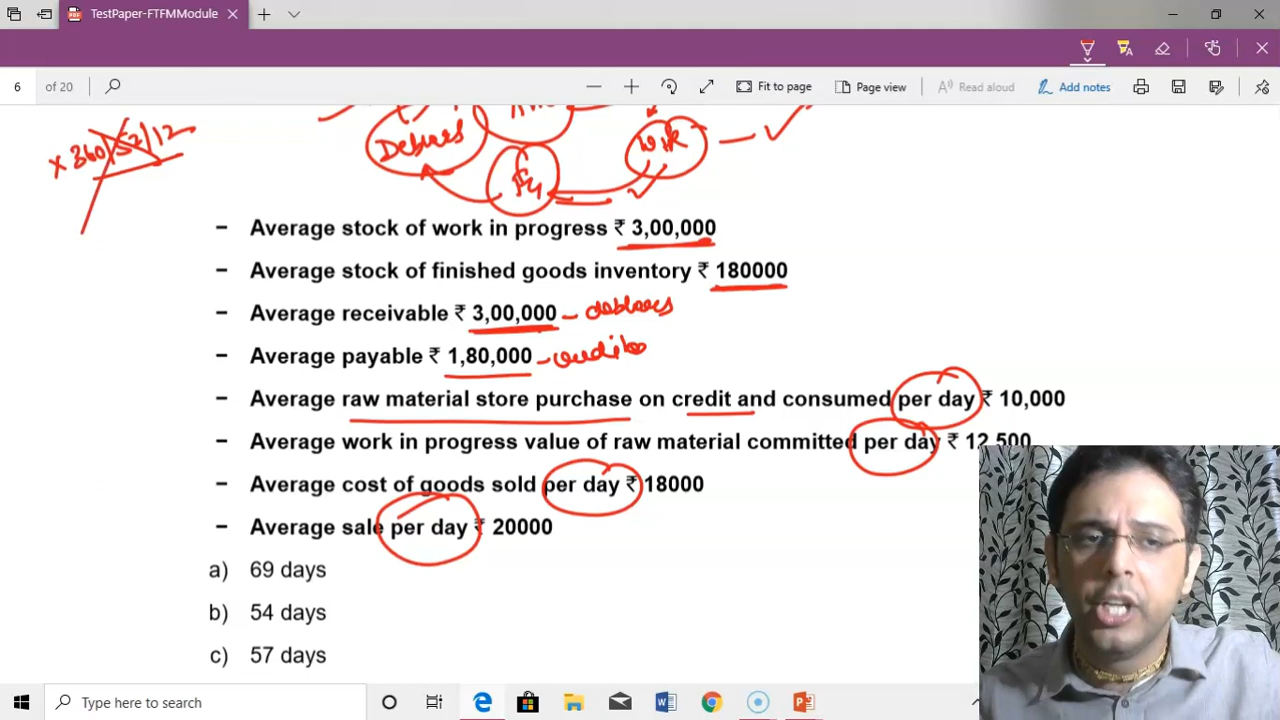 TestPaper-FTFMModule
6 of 20
Fit to page
Page view
Read aloud
Add notes
x 360/52/12
Debtors
WIP
FG
- Average stock of work in progress ₹ 3,00,000
- Average stock of finished goods inventory ₹ 180000
- Average receivable ₹ 3,00,000 - debtors
- Average payable ₹ 1,80,000 -
- Average raw material store purchase on credit and consumed per day ₹ 10,000
- Average work in progress value of raw material committed per day ₹ 12,500
- Average cost of goods sold per day ₹ 18000
- Average sale per day ₹ 20000
a) 69 days
b) 54 days
c) 57 days
Type here to search